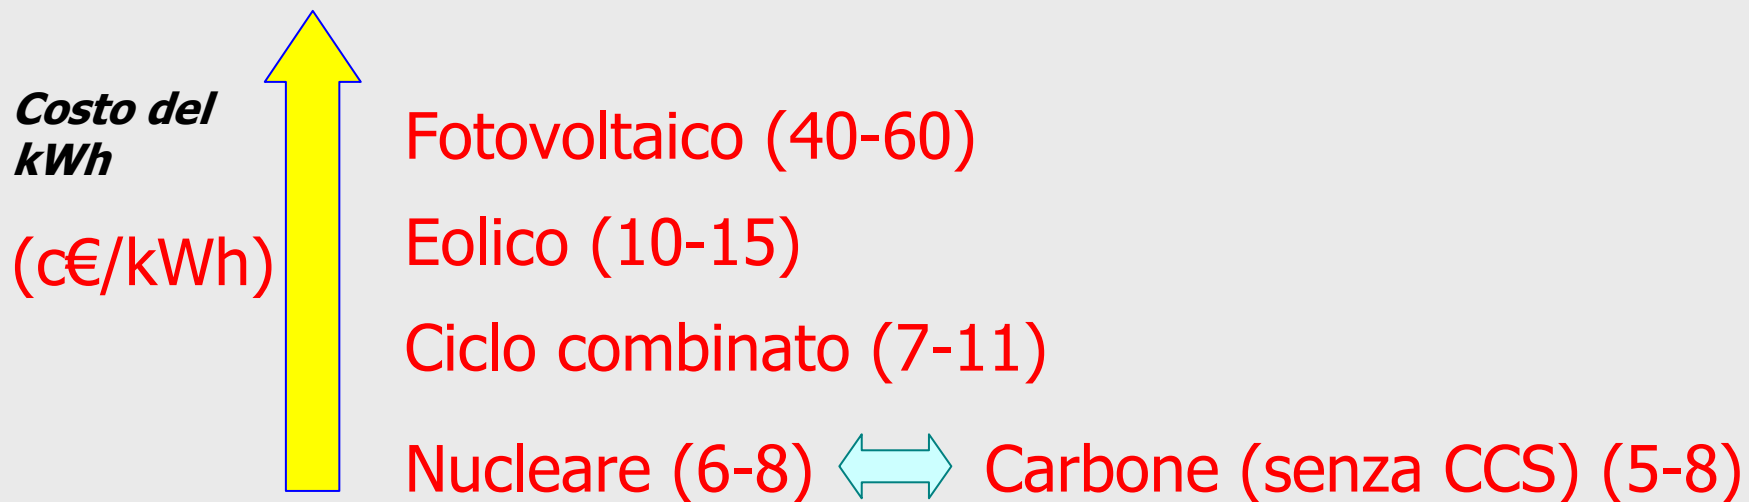 Costo del
kWh
(c€/kWh)
Fotovoltaico (40-60)
Eolico (10-15)
Ciclo combinato (7-11)
Nucleare (6-8) Carbone (senza CCS) (5-8)